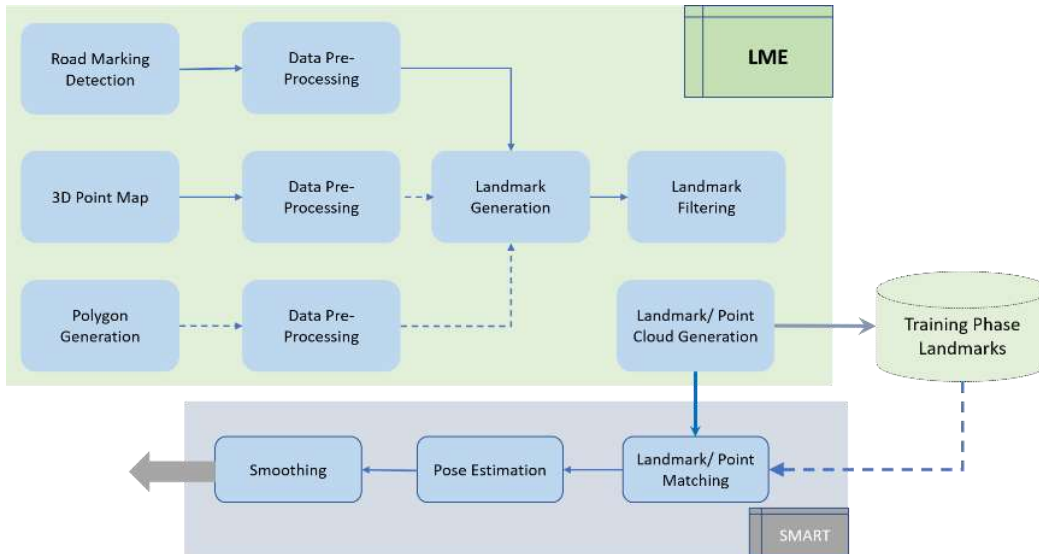 Road Marking
Detection
Data Pre-
Processing
LME
3D Point Map
Data Pre-
Processing
Landmark
Generation
Landmark
Filtering
Polygon
Generation
Data Pre-
Processing
Landmark/ Point
Cloud Generation
Training Phase
Landmarks
Smoothing
Pose Estimation
Landmark/ Point
Matching
SMART